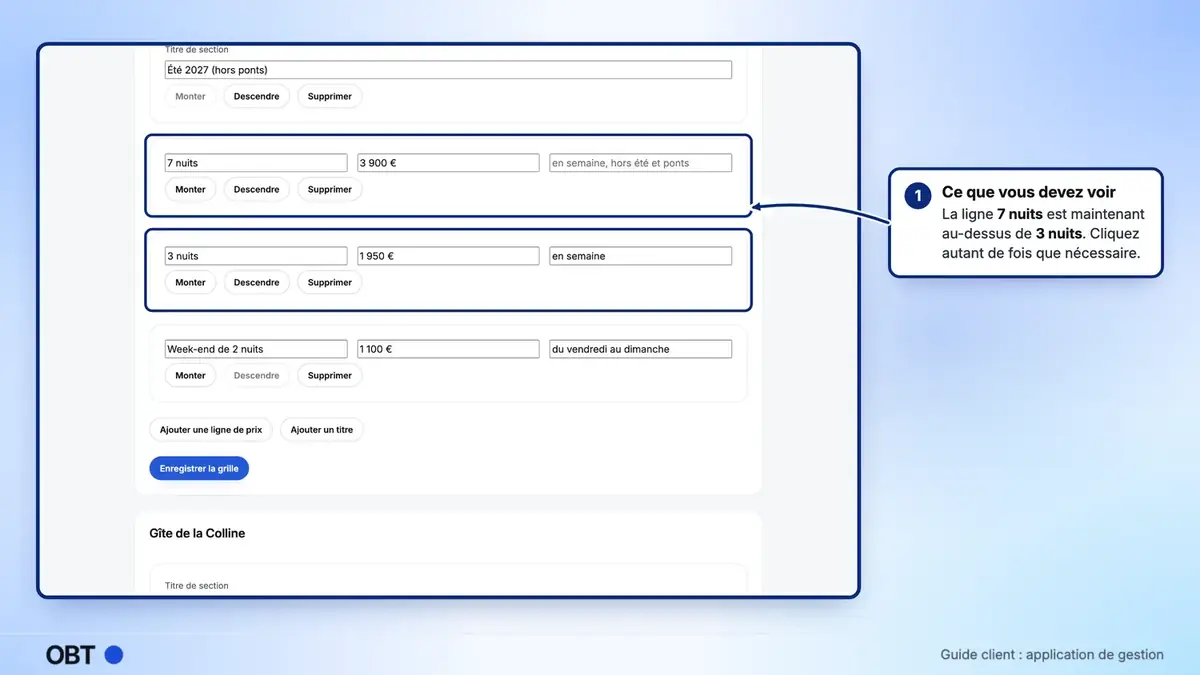 Titre de section
Été 2027 (hors ponts)
Monter Descendre Supprimer
7 nuits 3 900 € en semaine, hors été et ponts
Monter Descendre Supprimer
3 nuits 1 950 € en semaine
Monter Descendre Supprimer
Week-end de 2 nuits 1 100 € du vendredi au dimanche
Monter Descendre Supprimer
Ajouter une ligne de prix Ajouter un titre
Enregistrer la grille
Gîte de la Colline
Titre de section
1 Ce que vous devez voir
La ligne 7 nuits est maintenant
au-dessus de 3 nuits. Cliquez
autant de fois que nécessaire.
OBT
Guide client : application de gestion